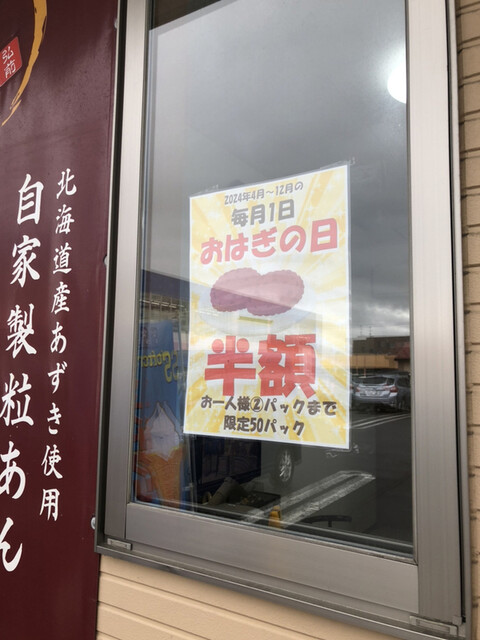 北海道産あずき使用
自家製粒あん
2024年4月～12月の
毎月1日
おはぎの日
半額
お一人様②パックまで
限定50パック